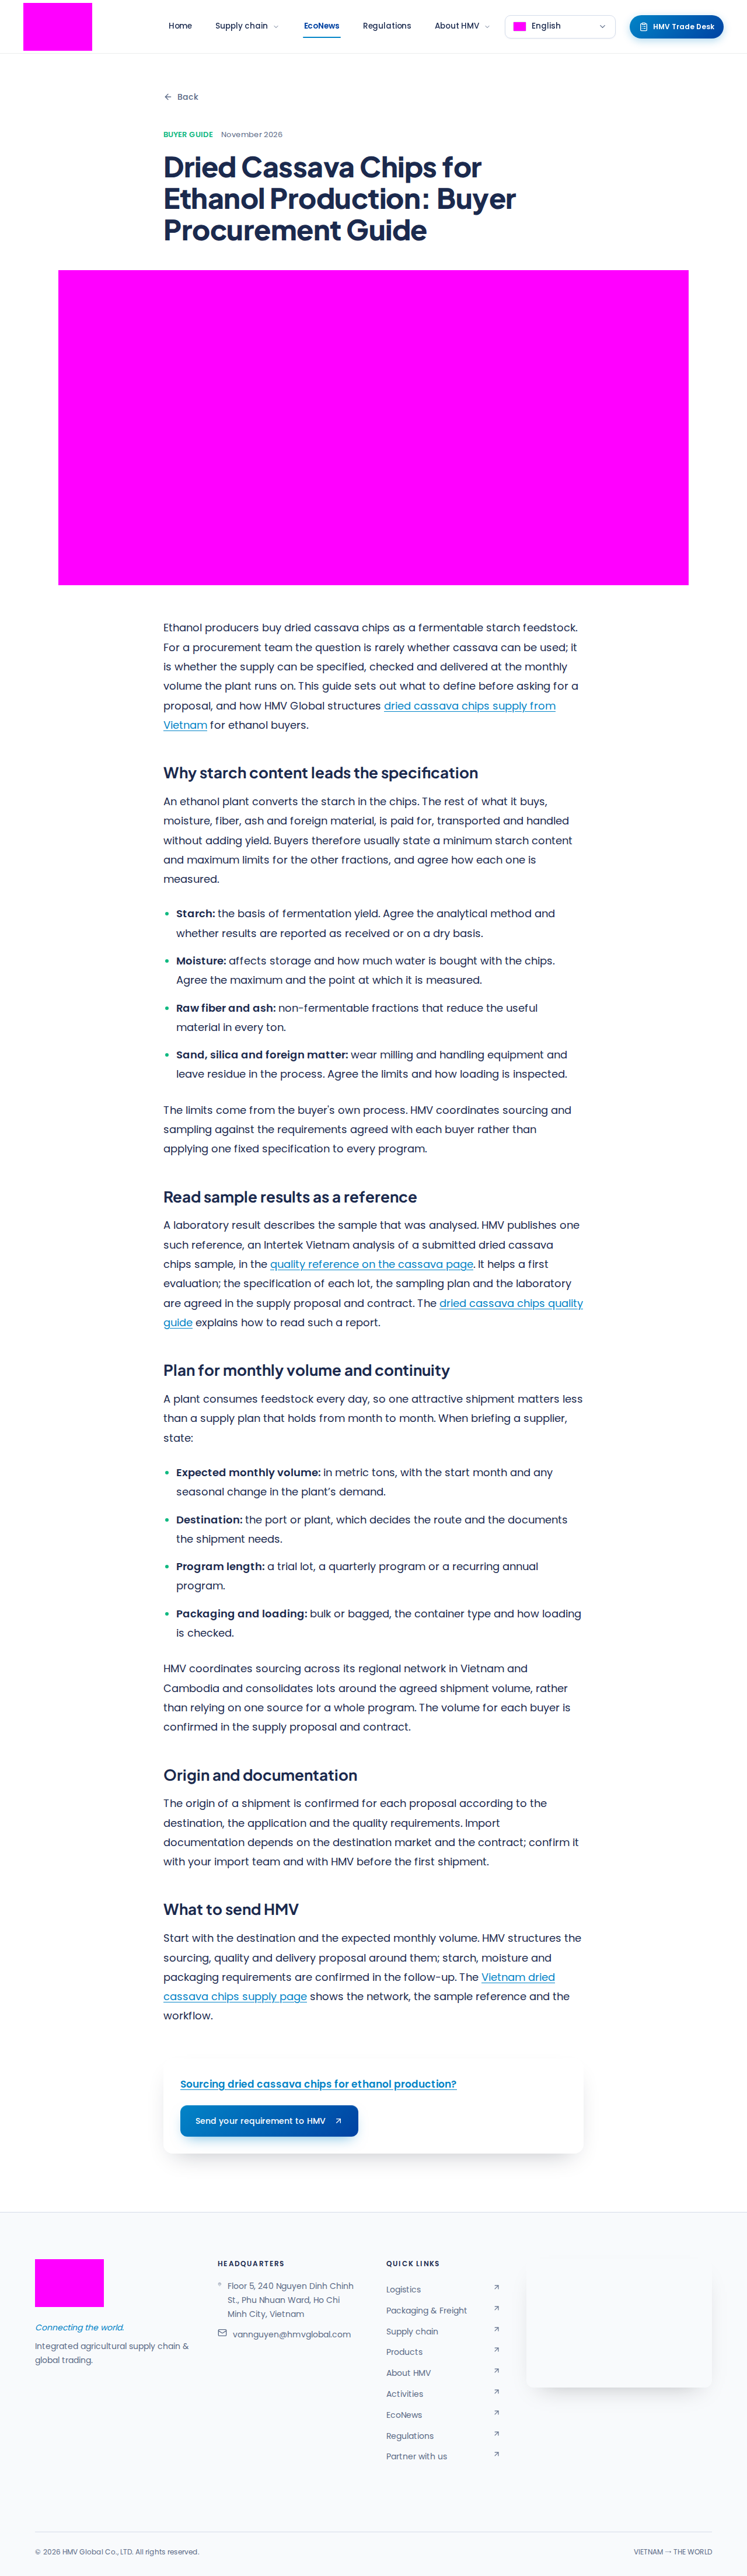 Home Supply chain EcoNews Regulations About HMV English HMV Trade Desk
Back
BUYER GUIDE November 2026
Dried Cassava Chips for
Ethanol Production: Buyer
Procurement Guide
Ethanol producers buy dried cassava chips as a fermentable starch feedstock.
For a procurement team the question is rarely whether cassava can be used; it
is whether the supply can be specified, checked and delivered at the monthly
volume the plant runs on. This guide sets out what to define before asking for a
proposal, and how HMV Global structures dried cassava chips supply from
Vietnam for ethanol buyers.
Why starch content leads the specification
An ethanol plant converts the starch in the chips. The rest of what it buys,
moisture, fiber, ash and foreign material, is paid for, transported and handled
without adding yield. Buyers therefore usually state a minimum starch content
and maximum limits for the other fractions, and agree how each one is
measured.
• Starch: the basis of fermentation yield. Agree the analytical method and
whether results are reported as received or on a dry basis.
• Moisture: affects storage and how much water is bought with the chips.
Agree the maximum and the point at which it is measured.
• Raw fiber and ash: non-fermentable fractions that reduce the useful
material in every ton.
• Sand, silica and foreign matter: wear milling and handling equipment and
leave residue in the process. Agree the limits and how loading is inspected.
The limits come from the buyer's own process. HMV coordinates sourcing and
sampling against the requirements agreed with each buyer rather than
applying one fixed specification to every program.
Read sample results as a reference
A laboratory result describes the sample that was analysed. HMV publishes one
such reference, an Intertek Vietnam analysis of a submitted dried cassava
chips sample, in the quality reference on the cassava page. It helps a first
evaluation; the specification of each lot, the sampling plan and the laboratory
are agreed in the supply proposal and contract. The dried cassava chips quality
guide explains how to read such a report.
Plan for monthly volume and continuity
A plant consumes feedstock every day, so one attractive shipment matters less
than a supply plan that holds from month to month. When briefing a supplier,
state:
• Expected monthly volume: in metric tons, with the start month and any
seasonal change in the plant’s demand.
• Destination: the port or plant, which decides the route and the documents
the shipment needs.
• Program length: a trial lot, a quarterly program or a recurring annual
program.
• Packaging and loading: bulk or bagged, the container type and how loading
is checked.
HMV coordinates sourcing across its regional network in Vietnam and
Cambodia and consolidates lots around the agreed shipment volume, rather
than relying on one source for a whole program. The volume for each buyer is
confirmed in the supply proposal and contract.
Origin and documentation
The origin of a shipment is confirmed for each proposal according to the
destination, the application and the quality requirements. Import
documentation depends on the destination market and the contract; confirm it
with your import team and with HMV before the first shipment.
What to send HMV
Start with the destination and the expected monthly volume. HMV structures the
sourcing, quality and delivery proposal around them; starch, moisture and
packaging requirements are confirmed in the follow-up. The Vietnam dried
cassava chips supply page shows the network, the sample reference and the
workflow.
Sourcing dried cassava chips for ethanol production?
Send your requirement to HMV
Connecting the world.
Integrated agricultural supply chain &
global trading.
HEADQUARTERS
Floor 5, 240 Nguyen Dinh Chinh
St., Phu Nhuan Ward, Ho Chi
Minh City, Vietnam
vannguyen@hmvglobal.com
QUICK LINKS
Logistics
Packaging & Freight
Supply chain
Products
About HMV
Activities
EcoNews
Regulations
Partner with us
© 2026 HMV Global Co., LTD. All rights reserved.
VIETNAM → THE WORLD